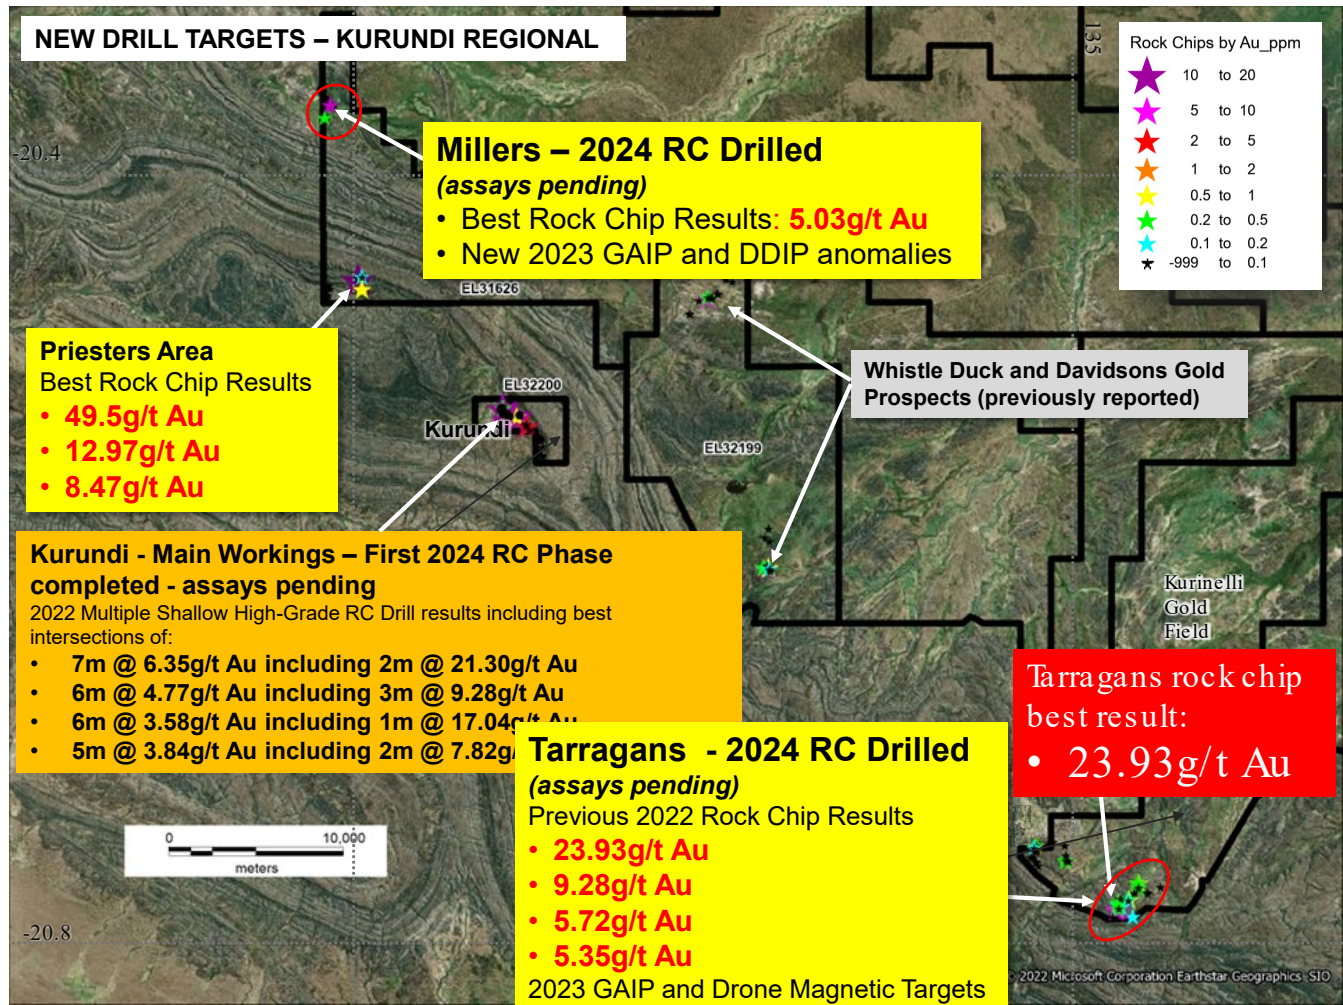 NEW DRILL TARGETS – KURUNDI REGIONAL
135
Rock Chips by Au_ppm
10 to 20
5 to 10
2 to 5
1 to 2
0.5 to 1
0.2 to 0.5
0.1 to 0.2
-999 to 0.1
-20.4
Millers – 2024 RC Drilled
(assays pending)
• Best Rock Chip Results: 5.03g/t Au
• New 2023 GAIP and DDIP anomalies
EL31626
Priesters Area
Best Rock Chip Results
• 49.5g/t Au
• 12.97g/t Au
• 8.47g/t Au
Whistle Duck and Davidsons Gold
Prospects (previously reported)
EL32200
Kurundi
EL32199
Kurundi - Main Workings – First 2024 RC Phase
completed - assays pending
2022 Multiple Shallow High-Grade RC Drill results including best
intersections of:
• 7m @ 6.35g/t Au including 2m @ 21.30g/t Au
• 6m @ 4.77g/t Au including 3m @ 9.28g/t Au
• 6m @ 3.58g/t Au including 1m @ 17.04g/t Au
• 5m @ 3.84g/t Au including 2m @ 7.82g/
Kurinelli
Gold
Field
Tarragans rock chip
best result:
• 23.93g/t Au
Tarragans - 2024 RC Drilled
(assays pending)
Previous 2022 Rock Chip Results
• 23.93g/t Au
• 9.28g/t Au
• 5.72g/t Au
• 5.35g/t Au
2023 GAIP and Drone Magnetic Targets
0 10,000
meters
-20.8
© 2022 Microsoft Corporation Earthstar Geographics SIO